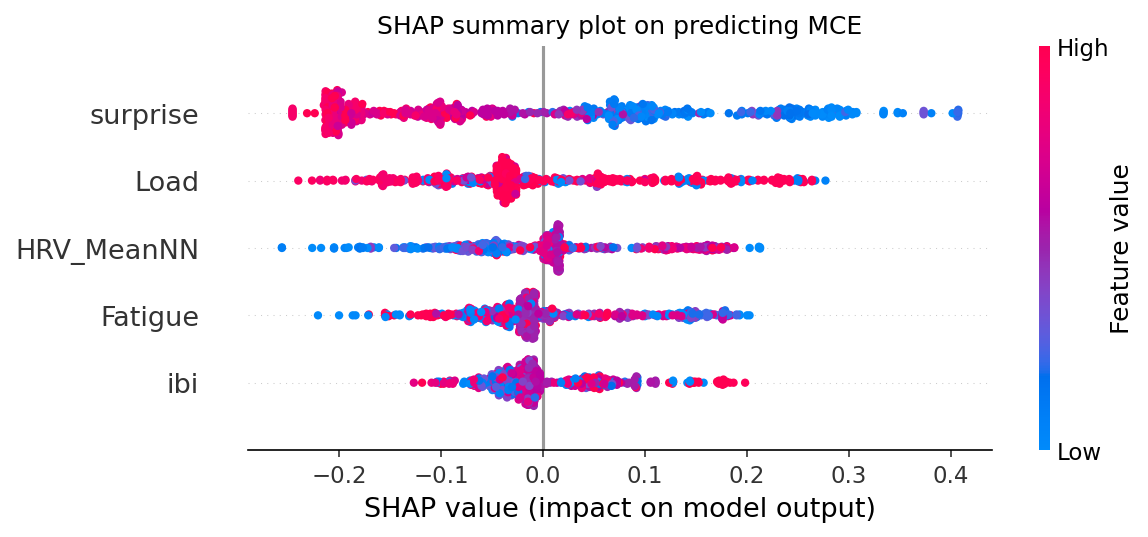 SHAP summary plot on predicting MCE
High
surprise
Load
HRV_MeanNN
Fatigue
ibi
Feature value
Low
−0.2 −0.1 0.0 0.1 0.2 0.3 0.4
SHAP value (impact on model output)